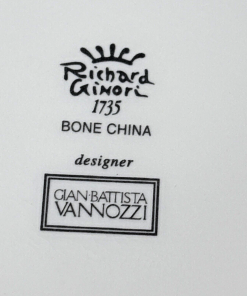 Richard
Ginori
1735
BONE CHINA
designer
GIAN BATTISTA
VANNOZZI